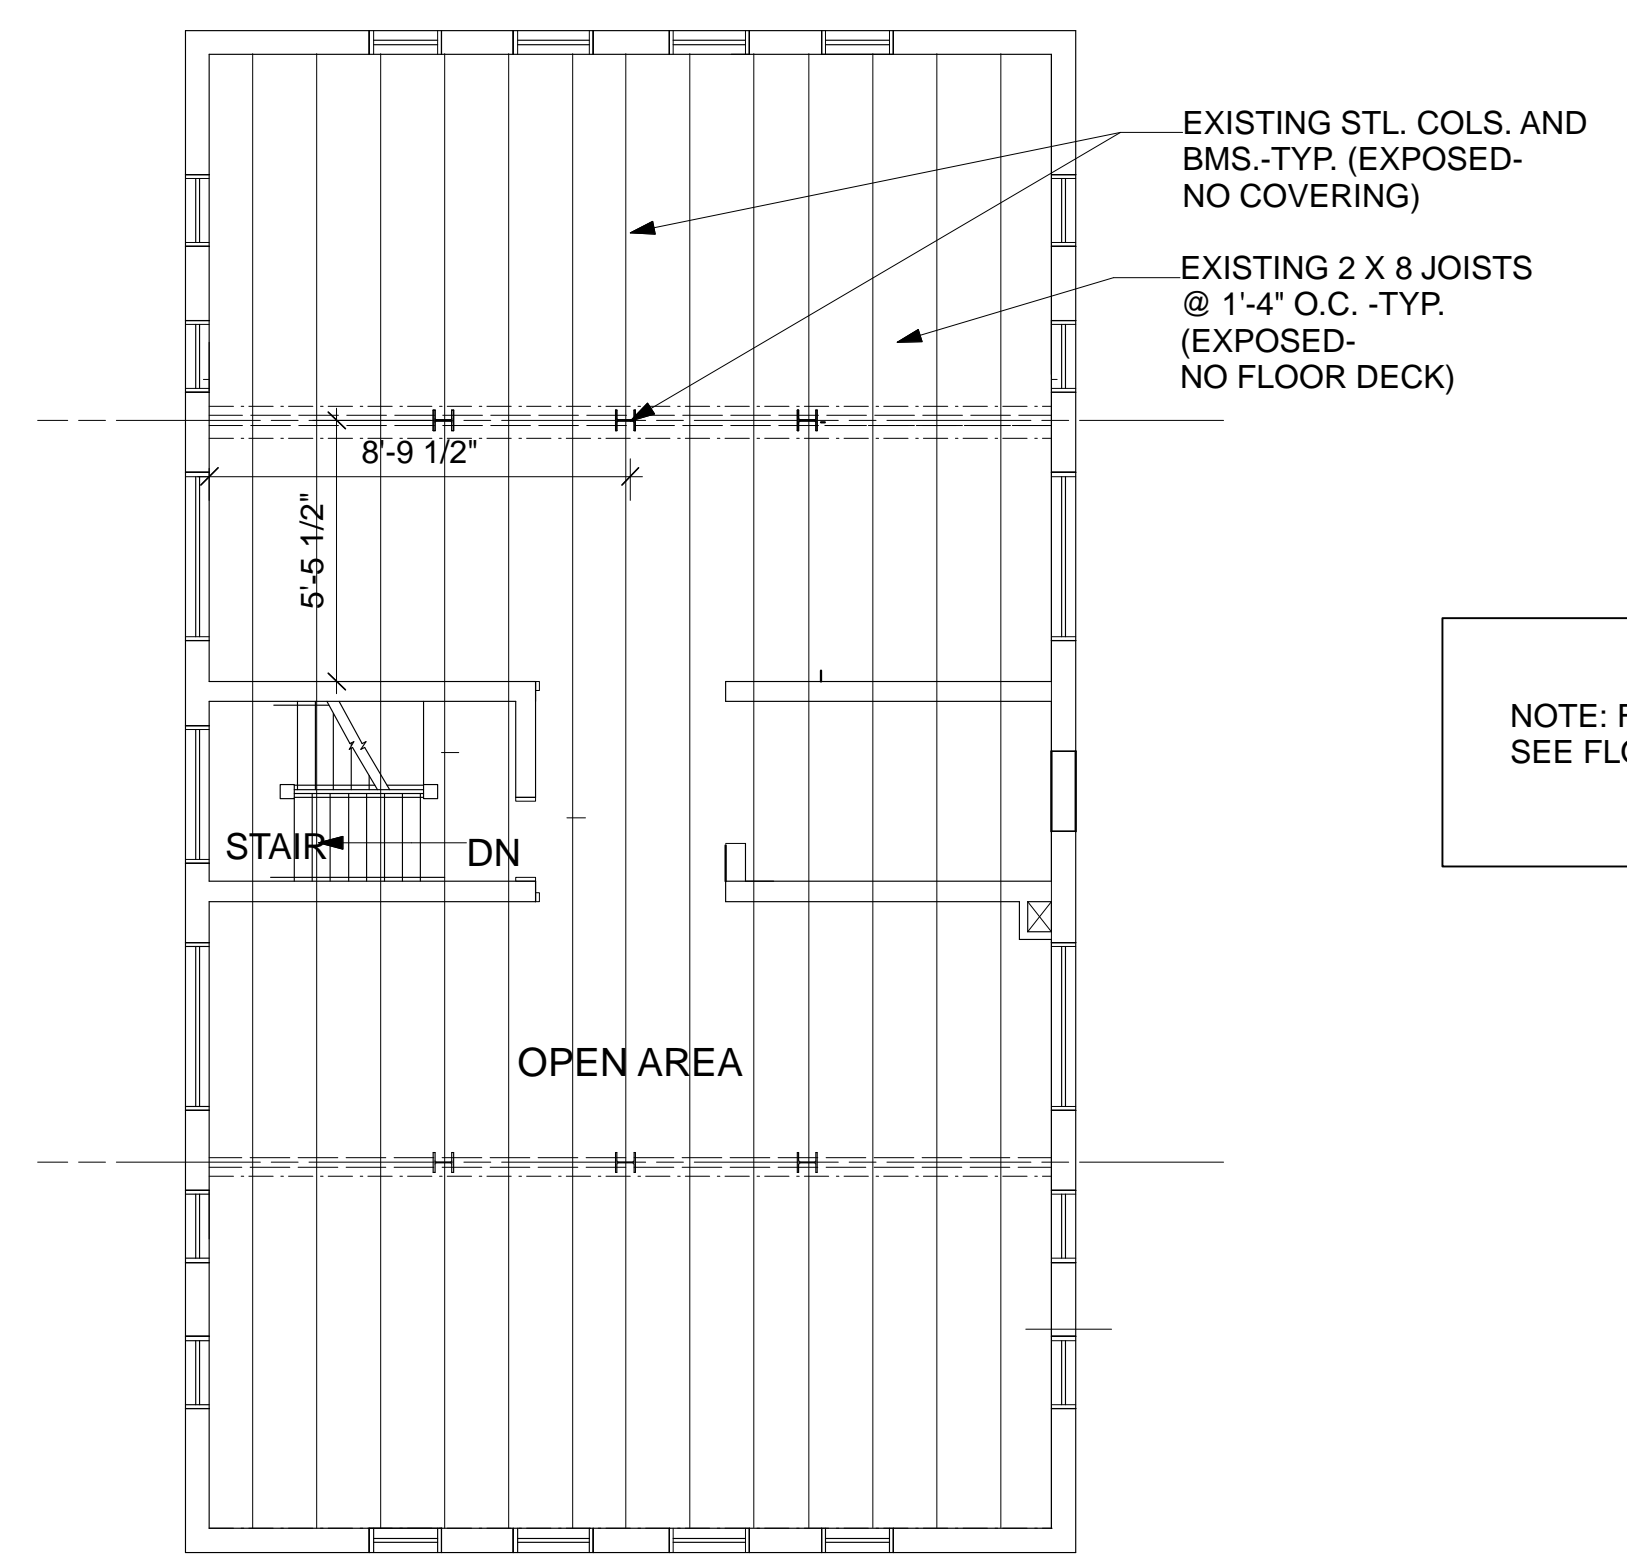 EXISTING STL. COLS. AND
BMS.-TYP. (EXPOSED-
NO COVERING)
EXISTING 2 X 8 JOISTS
@ 1'-4" O.C. -TYP.
(EXPOSED-
NO FLOOR DECK)
8'-9 1/2"
5'-5 1/2"
NOTE:
SEE
STAIR
DN
OPEN AREA